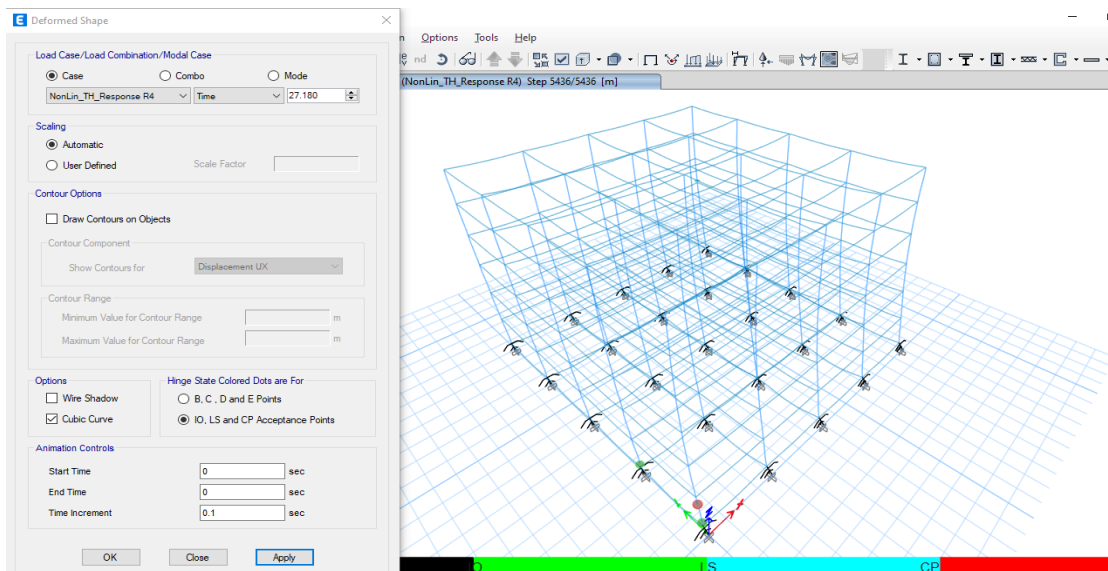 E Deformed Shape
Load Case/Load Combination/Modal Case
Case Combo Mode
NonLin_TH_Response R4 Time 27.180
Scaling
Automatic
User Defined Scale Factor
Contour Options
Draw Contours on Objects
Contour Component
Show Contours for Displacement UX
Contour Range
Minimum Value for Contour Range m
Maximum Value for Contour Range m
Options
Wire Shadow
Cubic Curve
Hinge State Colored Dots are For
B, C , D and E Points
IO, LS and CP Acceptance Points
Animation Controls
Start Time 0 sec
End Time 0 sec
Time Increment 0.1 sec
OK Close Apply
n Options Tools Help
nd
(NonLin_TH_Response R4) Step 5436/5436 [m]
LS CP